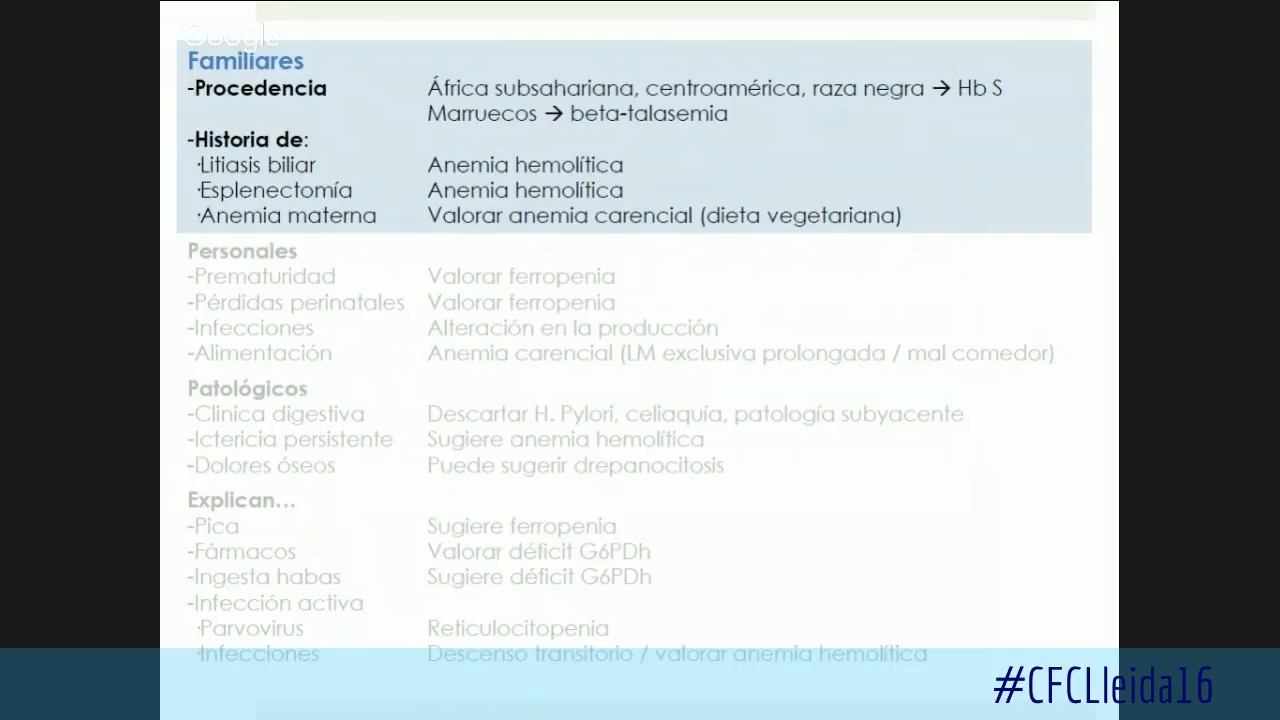 Google
Familiares
-Procedencia África subsahariana, centroamérica, raza negra → Hb S
Marruecos → beta-talasemia
-Historia de:
·Litiasis biliar Anemia hemolítica
·Esplenectomía Anemia hemolítica
·Anemia materna Valorar anemia carencial (dieta vegetariana)
Personales
-Prematuridad Valorar ferropenia
-Pérdidas perinatales Valorar ferropenia
-Infecciones Alteración en la producción
-Alimentación Anemia carencial (LM exclusiva prolongada / mal comedor)
Patológicos
-Clinica digestiva Descartar H. Pylori, celiaquía, patología subyacente
-Ictericia persistente Sugiere anemia hemolítica
-Dolores óseos Puede sugerir drepanocitosis
Explican...
-Pica Sugiere ferropenia
-Fármacos Valorar déficit G6PDh
-Ingesta habas Sugiere déficit G6PDh
-Infección activa
·Parvovirus Reticulocitopenia
·Infecciones Descenso transitorio / valorar anemia hemolítica
#CFCLleida16